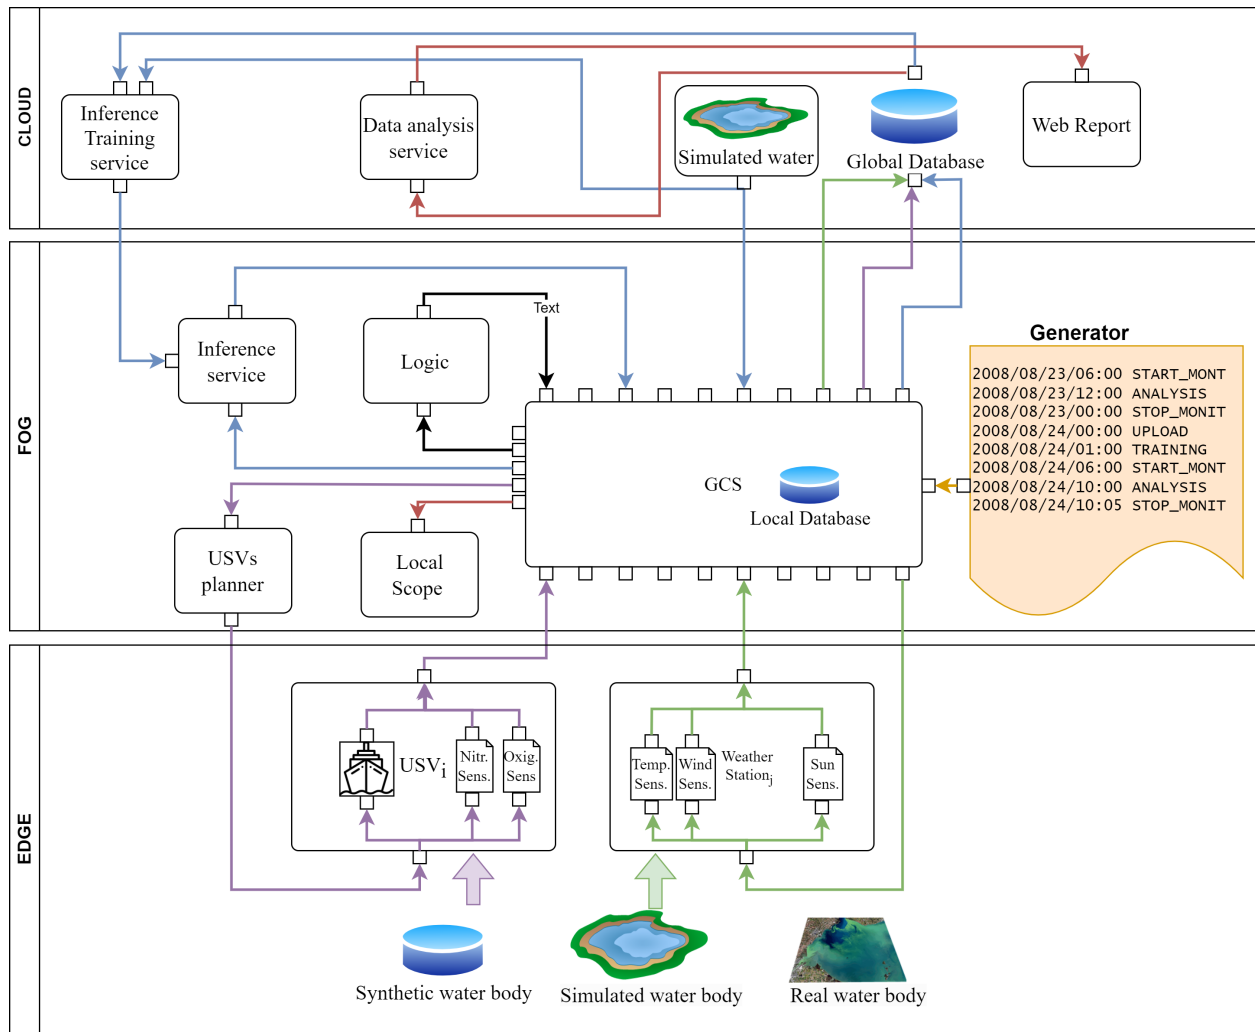 CLOUD
Inference
Training
service
Data analysis
service
Simulated water
Global Database
Web Report
FOG
Inference
service
Logic
Text
GCS
Local Database
USVs
planner
Local
Scope
Generator
2008/08/23/06:00 START_MONT
2008/08/23/12:00 ANALYSIS
2008/08/23/00:00 STOP_MONIT
2008/08/24/00:00 UPLOAD
2008/08/24/01:00 TRAINING
2008/08/24/06:00 START_MONT
2008/08/24/10:00 ANALYSIS
2008/08/24/10:05 STOP_MONIT
EDGE
USVi
Nitr.
Sens.
Oxig.
Sens
Temp.
Sens.
Wind
Sens.
Weather
Stationj
Sun
Sens.
Synthetic water body
Simulated water body
Real water body